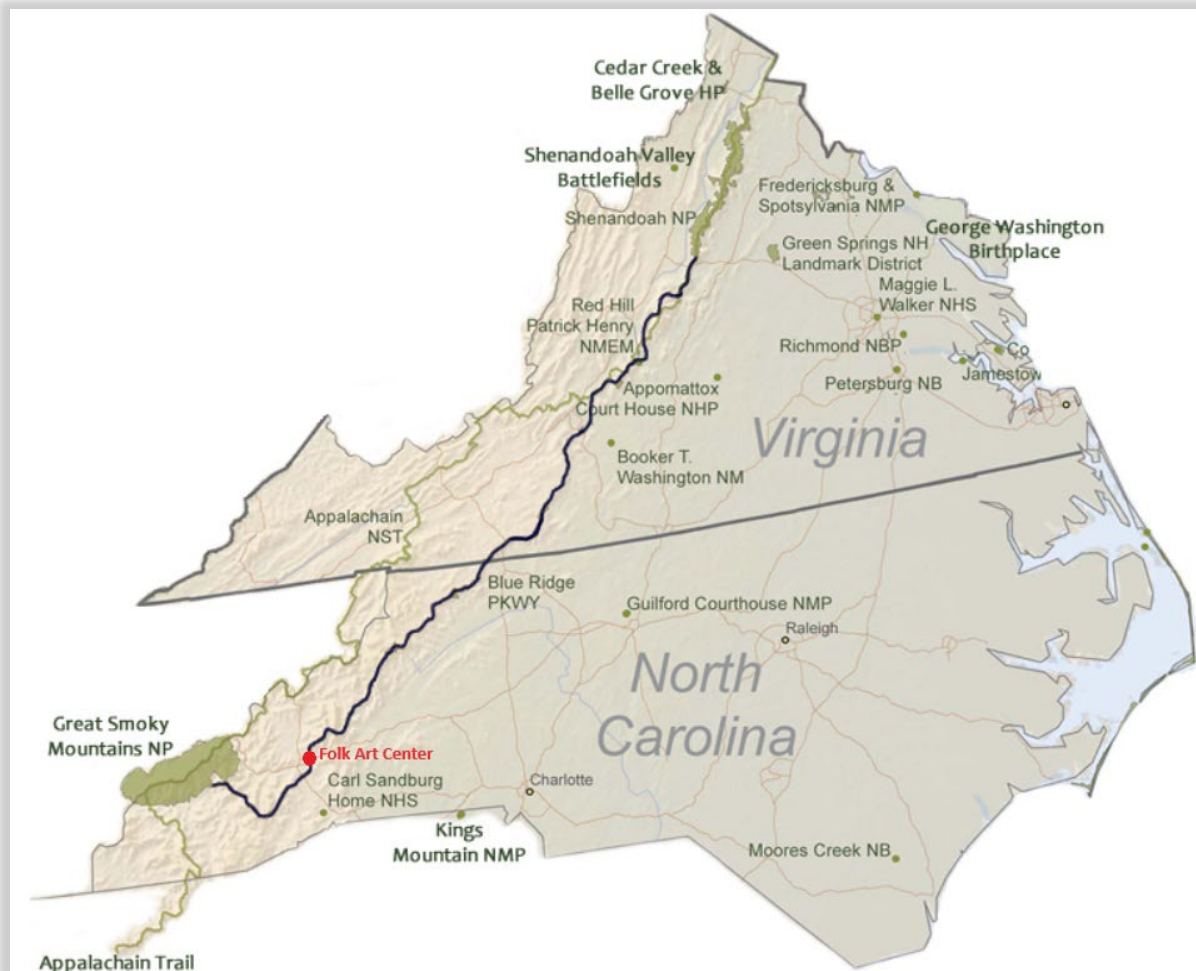 Cedar Creek &
Belle Grove HP
Shenandoah Valley
Battlefields
Shenandoah NP
Fredericksburg &
Spotsylvania NMP
George Washington
Birthplace
Green Springs NH
Landmark District
Maggie L.
Walker NHS
Red Hill
Patrick Henry
NMEM
Richmond NBP
Co
Jamestow
Petersburg NB
Appomattox
Court House NHP
Virginia
Booker T.
Washington NM
Appalachain
NST
Blue Ridge
PKWY
Guilford Courthouse NMP
Raleigh
North
Carolina
Great Smoky
Mountains NP
Folk Art Center
Carl Sandburg
Home NHS
Charlotte
Kings
Mountain NMP
Moores Creek NB
Appalachain Trail